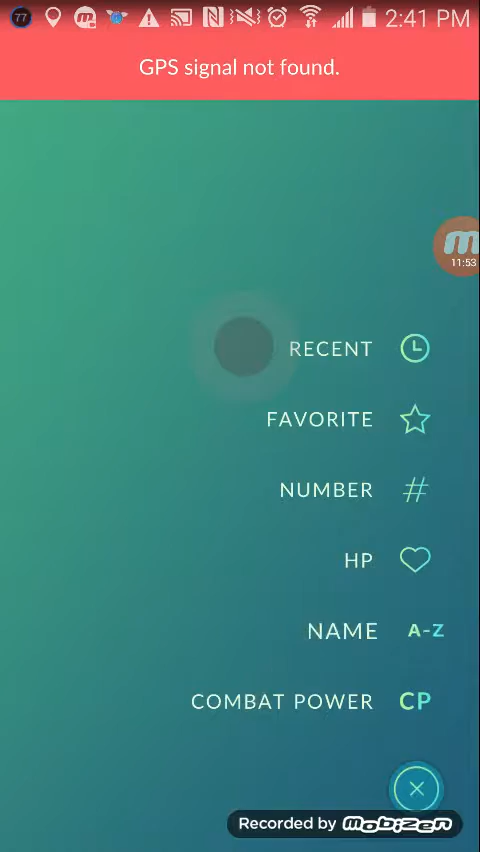 77
2:41 PM
GPS signal not found.
m
11:53
RECENT
FAVORITE
NUMBER #
HP
NAME A-Z
COMBAT POWER CP
Recorded by mobizen